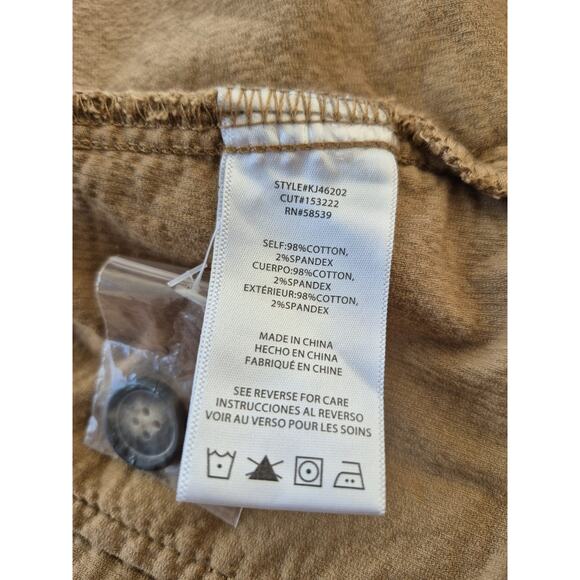 STYLE#KJ46202
CUT#153222
RN#58539
SELF:98%COTTON,
2%SPANDEX
CUERPO:98%COTTON,
2%SPANDEX
EXTÉRIEUR:98%COTTON,
2%SPANDEX
MADE IN CHINA
HECHO EN CHINA
FABRIQUÉ EN CHINE
SEE REVERSE FOR CARE
INSTRUCCIONES AL REVERSO
VOIR AU VERSO POUR LES SOINS